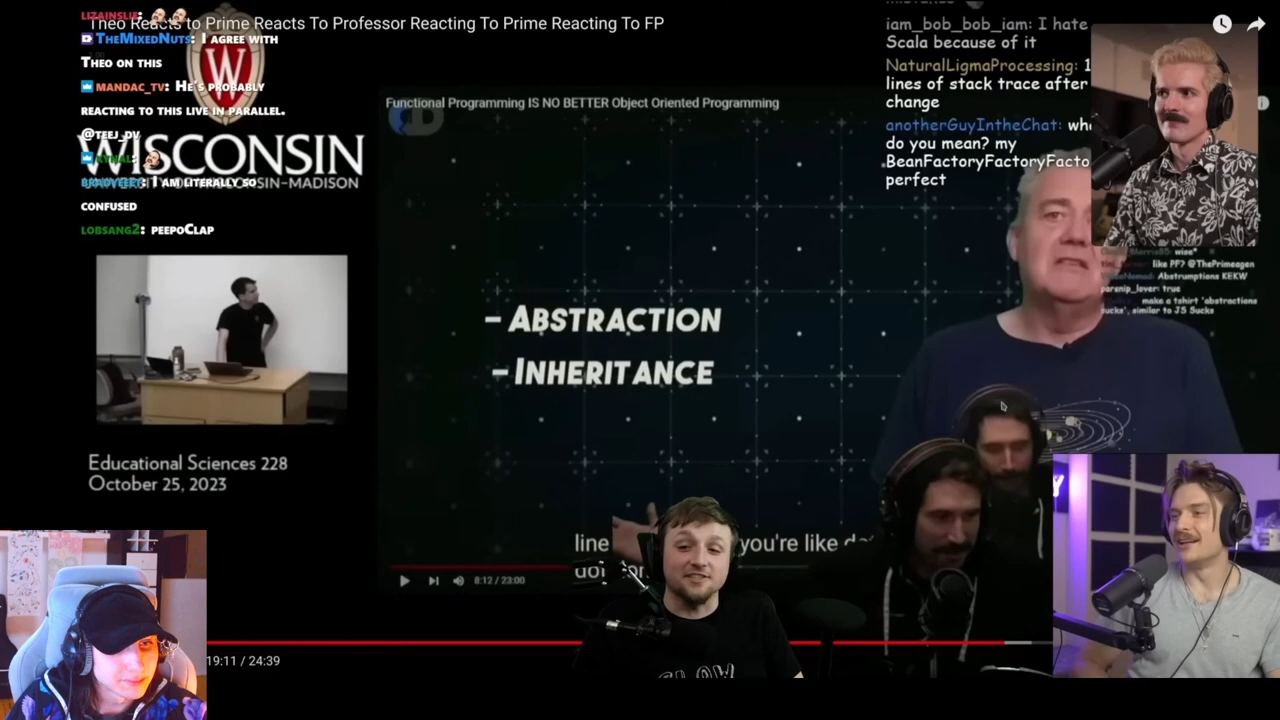 Theo Reacts to Prime Reacts To Professor Reacting To Prime Reacting To FP
LIZAINSLIE:
THEMIXEDNUTS: I AGREE WITH
THEO ON THIS
MANDAC_TV: HE'S PROBABLY
REACTING TO THIS LIVE IN PARALLEL.
@TEEJ_DV
I AM LITERALLY SO
CONFUSED
LOBSANG2: PEEPOCLAP
W
WISCONSIN
CONSIN–MADISON
Educational Sciences 228
October 25, 2023
Functional Programming IS NO BETTER Object Oriented Programming
– ABSTRACTION
– INHERITANCE
line
you're like
8:12 / 23:00
19:11 / 24:39
iam_bob_bob_iam: I hate
Scala because of it
NaturalLigmaProcessing: 1
lines of stack trace after
change
anotherGuyIntheChat:
do you mean? my
BeanFactoryFactoryFacto
perfect
wise"
like PF? @ThePrimeagen
Abstrumptions KEKW
parsnip_lover: true
make a tshirt 'abstractions
sucks', similar to JS Sucks